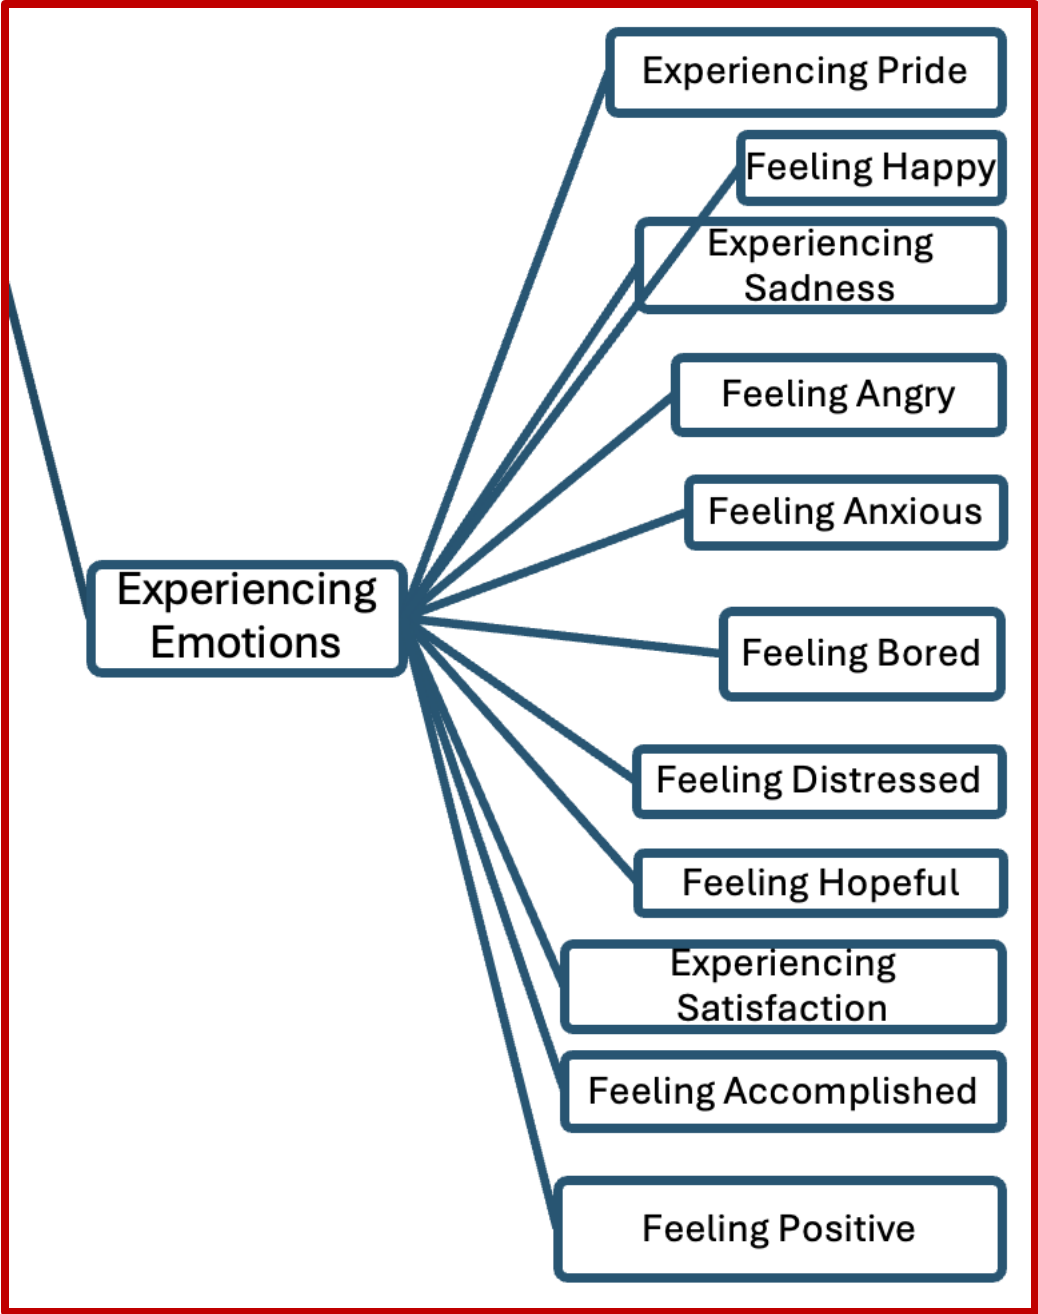 Experiencing Pride
Feeling Happy
Experiencing
Sadness
Feeling Angry
Feeling Anxious
Experiencing
Emotions
Feeling Bored
Feeling Distressed
Feeling Hopeful
Experiencing
Satisfaction
Feeling Accomplished
Feeling Positive